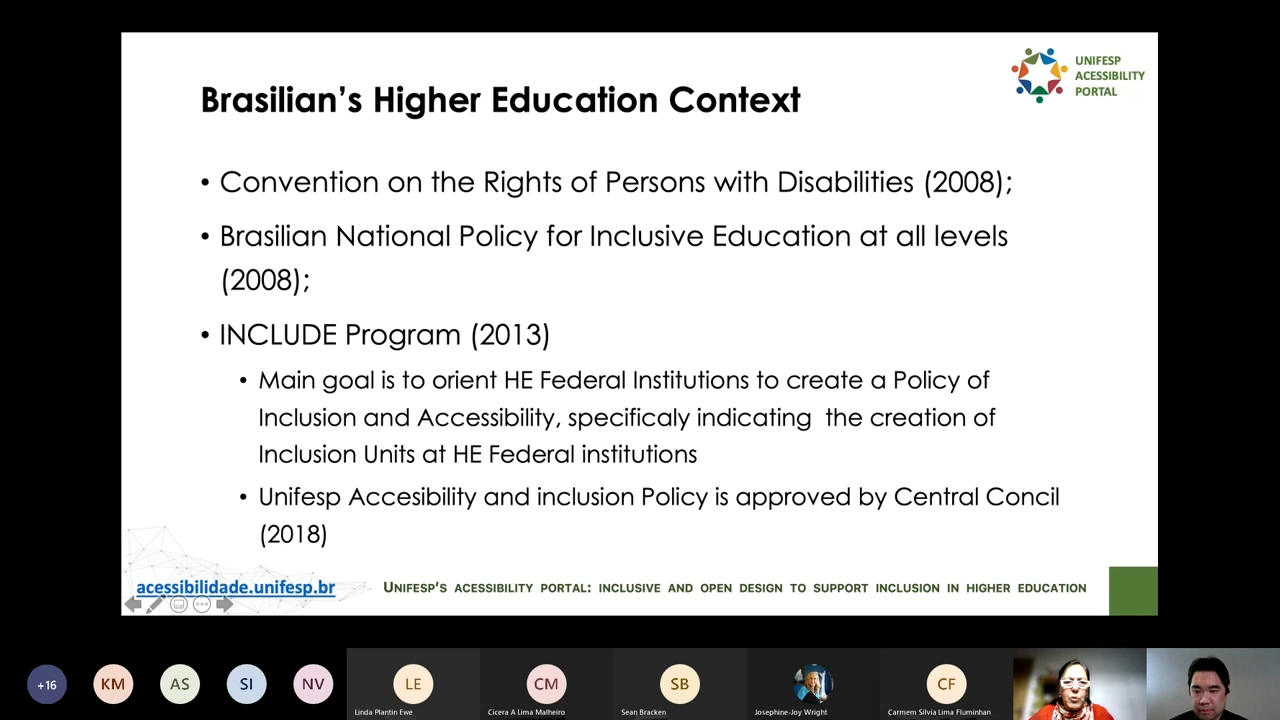 UNIFESP
ACESSIBILITY
PORTAL
Brasilian's Higher Education Context
• Convention on the Rights of Persons with Disabilities (2008);
• Brasilian National Policy for Inclusive Education at all levels
(2008);
• INCLUDE Program (2013)
• Main goal is to orient HE Federal Institutions to create a Policy of
Inclusion and Accessibility, specificaly indicating the creation of
Inclusion Units at HE Federal institutions
• Unifesp Accesibility and inclusion Policy is approved by Central Concil
(2018)
acessibilidade.unifesp.br
UNIFESP'S ACESSIBILITY PORTAL: INCLUSIVE AND OPEN DESIGN TO SUPPORT INCLUSION IN HIGHER EDUCATION
+16
KM
AS
SI
NV
LE
CM
SB
CF
Linda Plantin Ewe
Cicera A Lima Malheiro
Sean Bracken
Josephine-Joy Wright
Carmem Silvia Lima Fluminhan